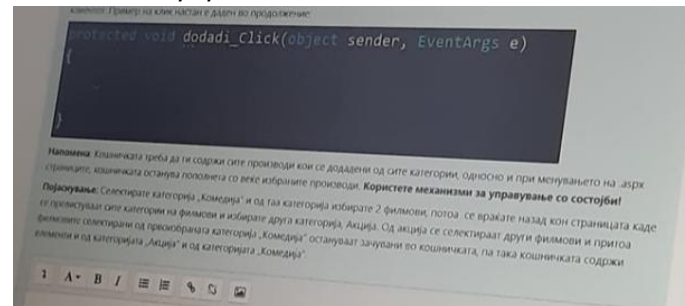 кликнот. Пример на клик настан е даден во продолжение:
protected void dodadi_Click(object sender, EventArgs e)
{
}
Напомена: Кошничката треба да ги содржи сите производи кои се додадени од сите категории, односно и при менувањето на .aspx
страниците, кошничката останува пополнета со веќе избраните производи. Користете механизми за управување со состојби!
Појаснување: Селектирате категорија „Комедија" и од таа категорија избирате 2 филмови, потоа се враќате назад кон страницата каде
се прелистуваат сите категории на филмови и избирате друга категорија, Акција. Од акција се селектираат други филмови и притоа
филмовите селектирани од првоизбраната категорија „Комедија" остануваат зачувани во кошничката, па така кошничката содржи
елементи и од категоријата „Акција" и од категоријата „Комедија".
A B I